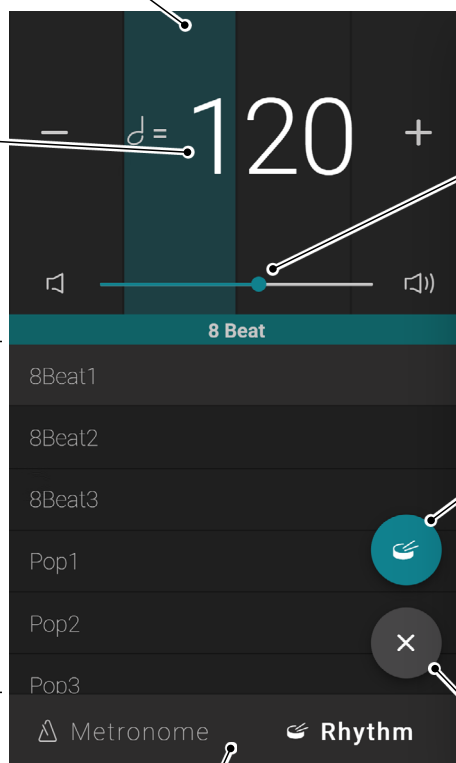 − 𝅗𝅥 = 120 +
8 Beat
8Beat1
8Beat2
8Beat3
Pop1
Pop2
Pop3
Metronome Rhythm